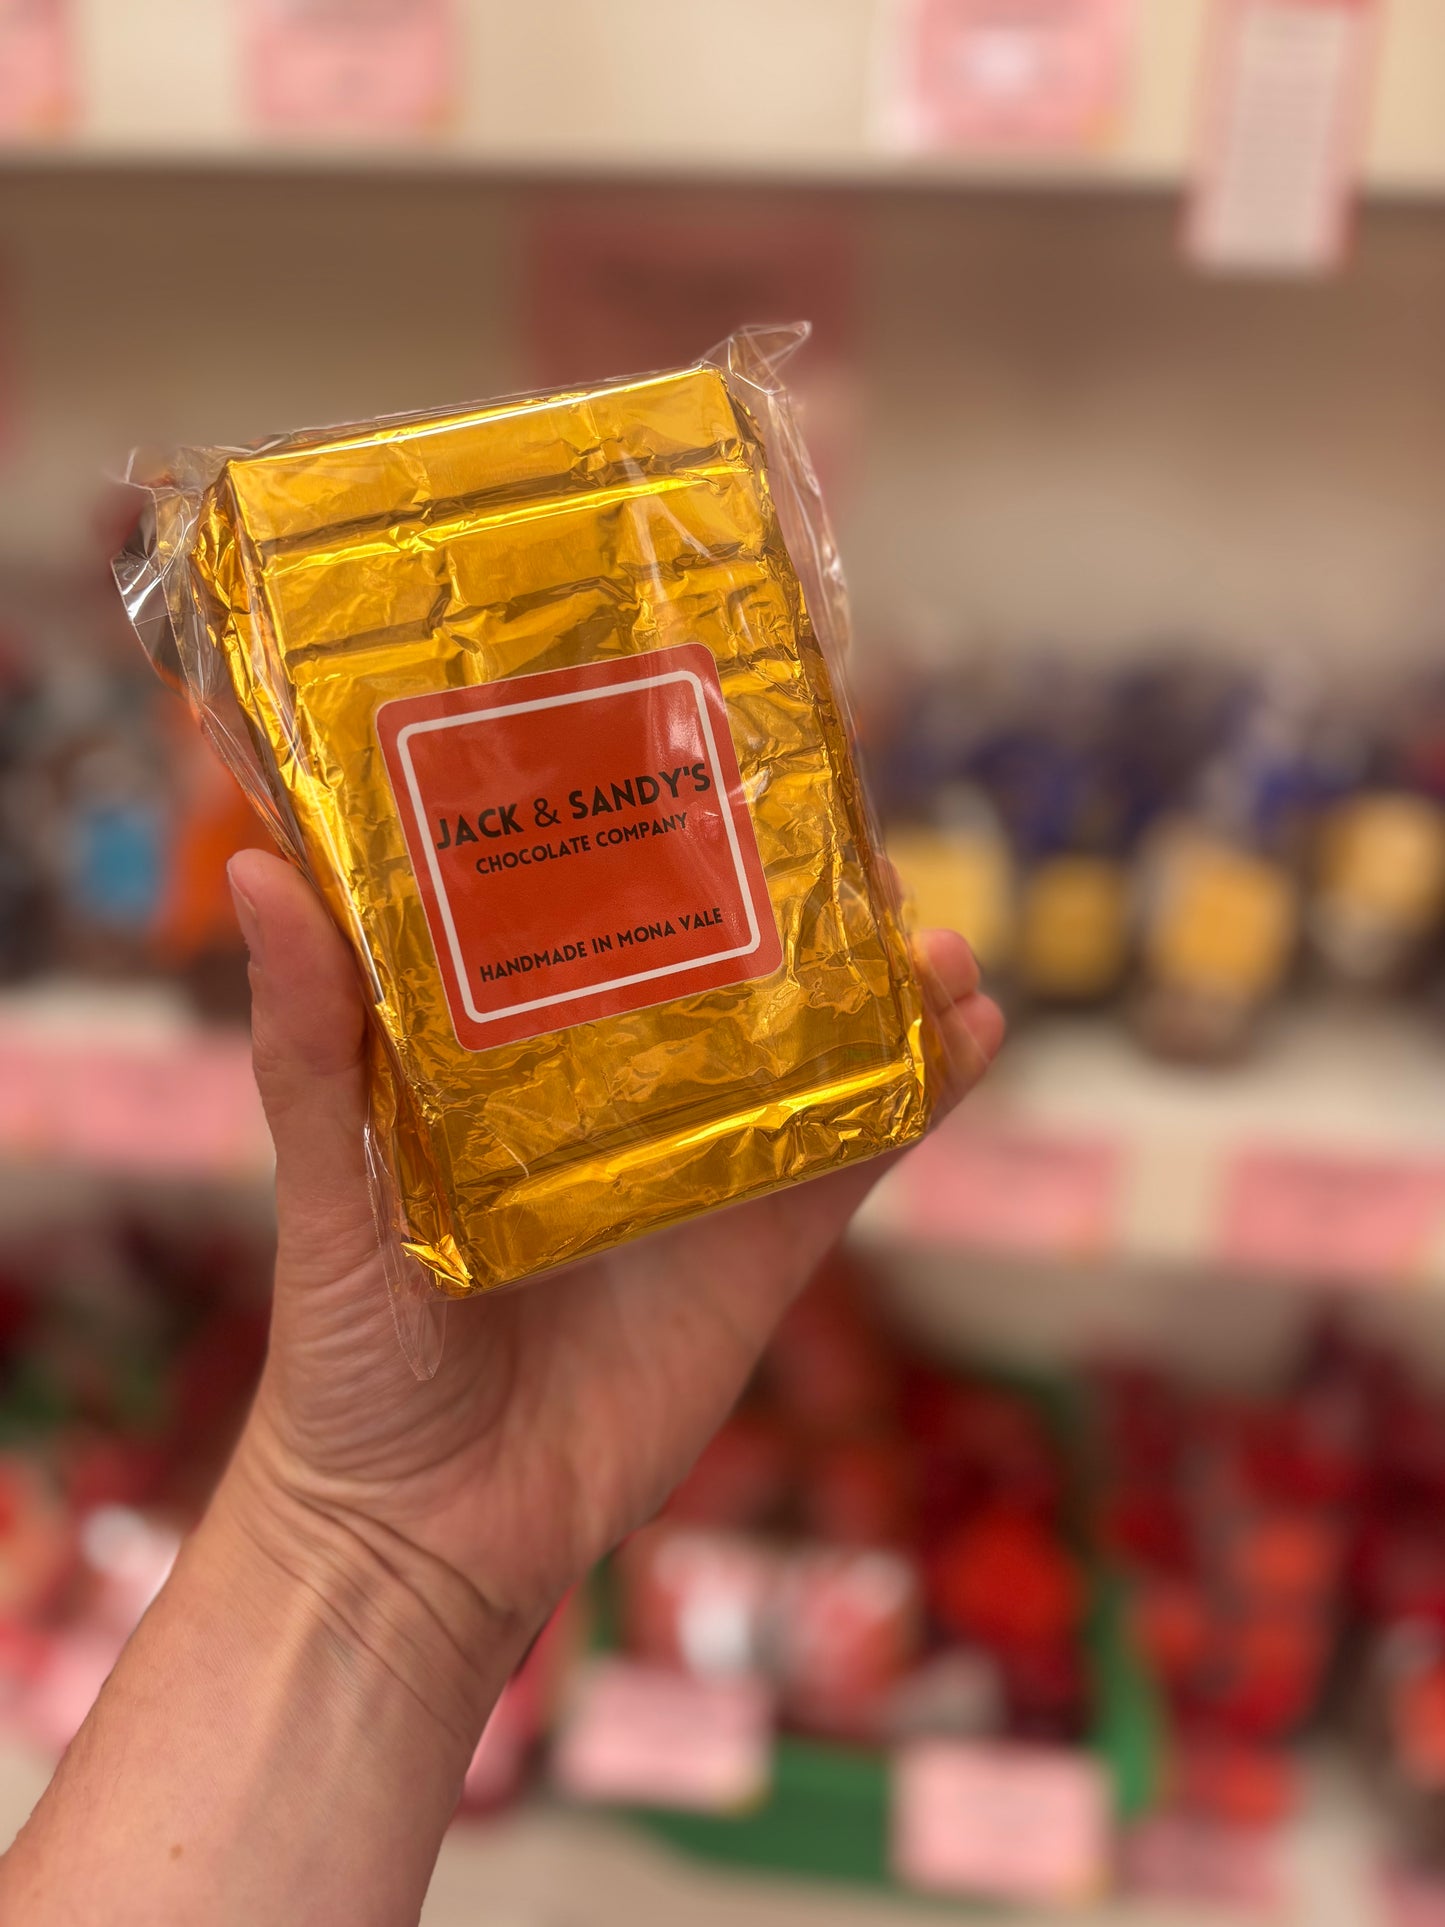 JACK & SANDY'S
CHOCOLATE COMPANY
HANDMADE IN MONA VALE